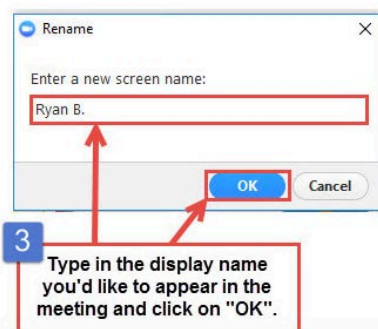 Rename
Enter a new screen name:
Ryan B.
OK
Cancel
3
Type in the display name
you'd like to appear in the
meeting and click on "OK".